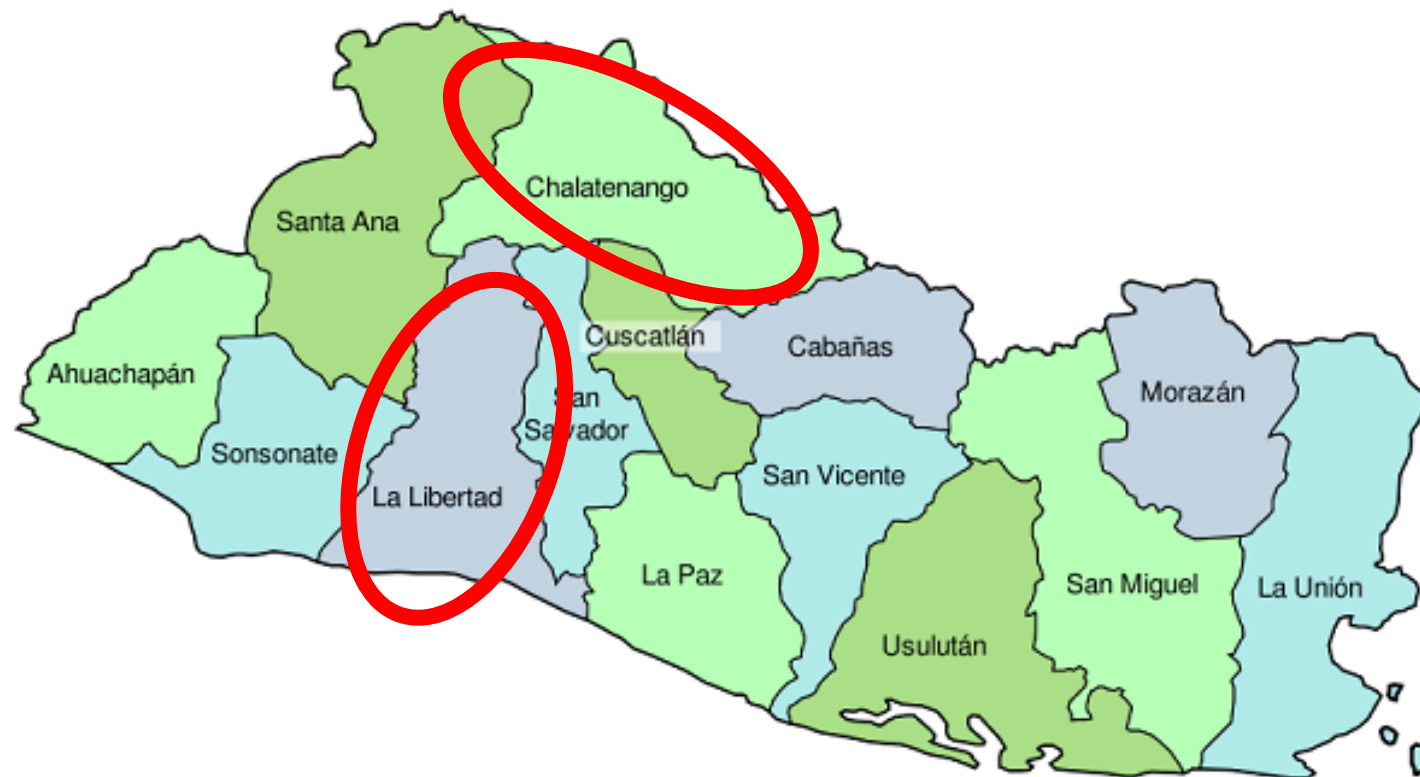 Chalatenango
Santa Ana
Cuscatlán
Cabañas
Ahuachapán
Morazán
San
Salvador
Sonsonate
San Vicente
La Libertad
La Paz
San Miguel
La Unión
Usulután